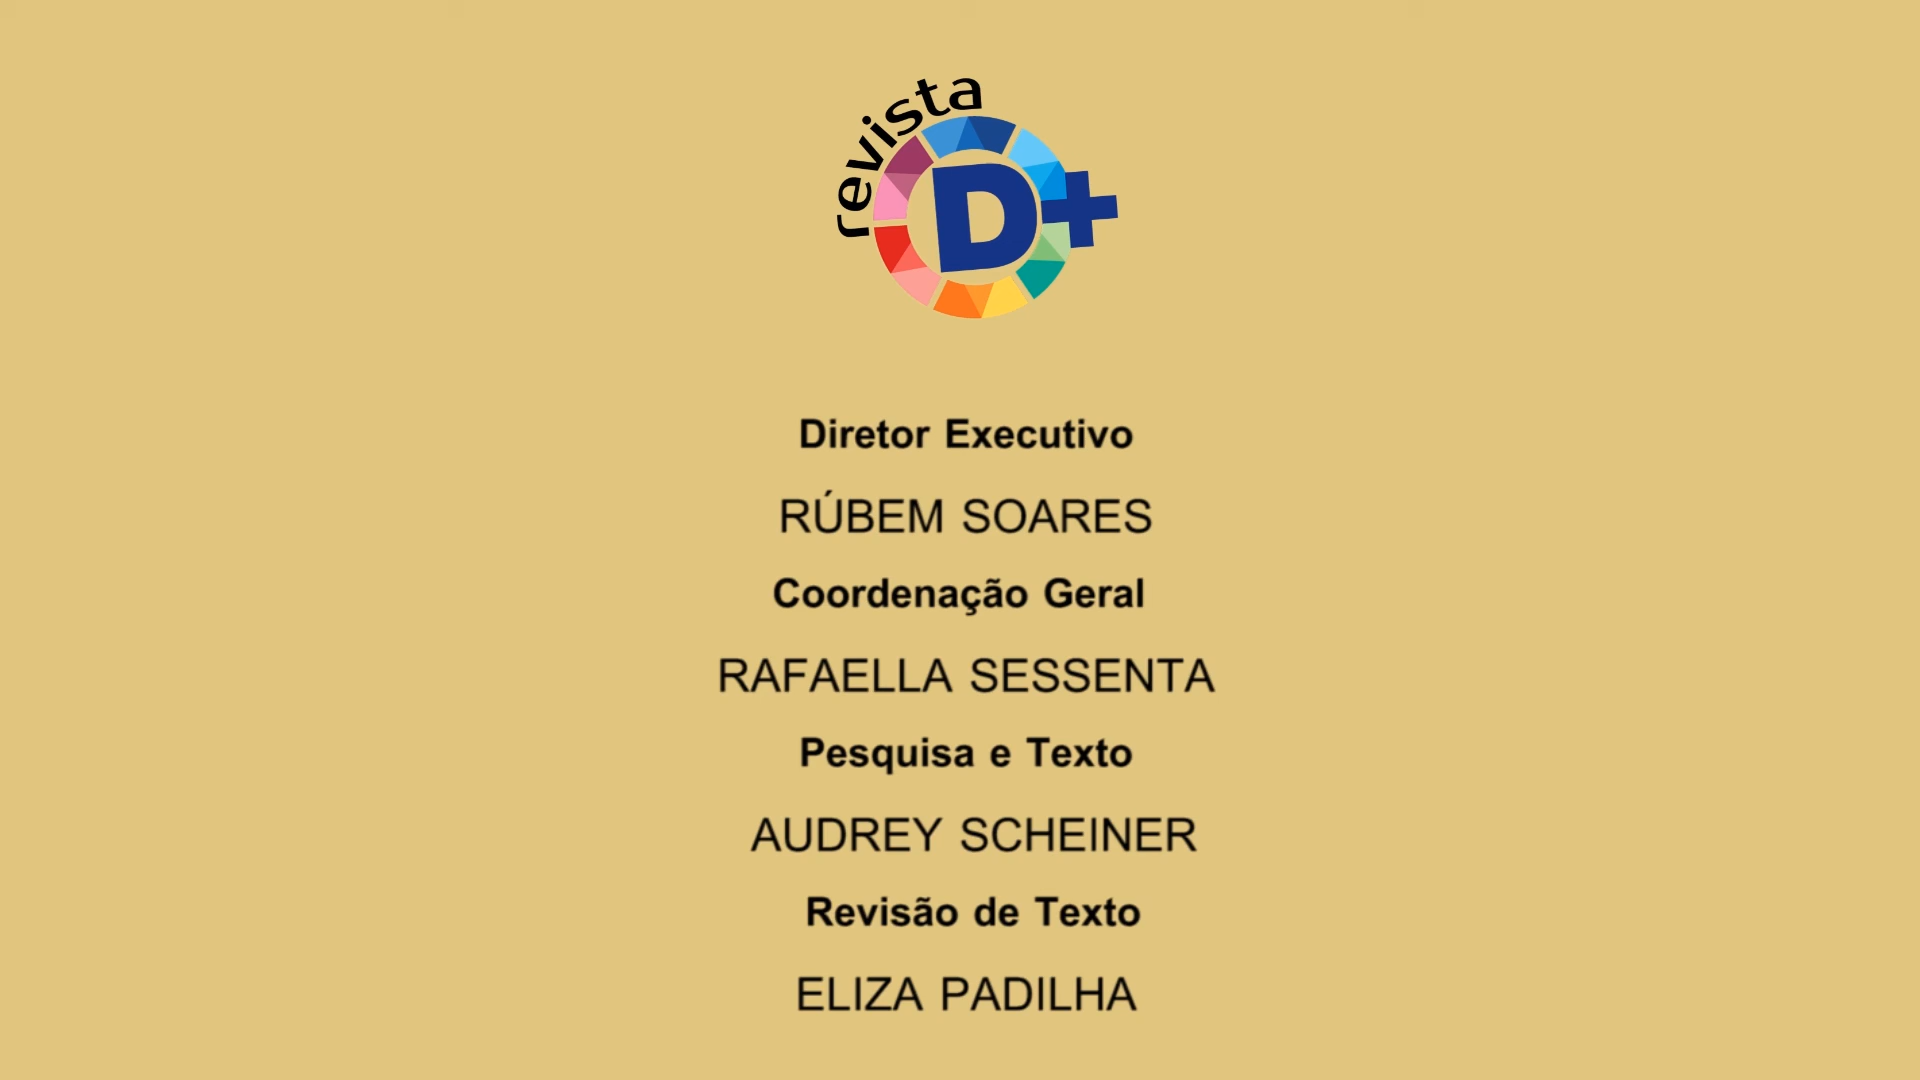 revista
D+
Diretor Executivo
RÚBEM SOARES
Coordenação Geral
RAFAELLA SESSENTA
Pesquisa e Texto
AUDREY SCHEINER
Revisão de Texto
ELIZA PADILHA